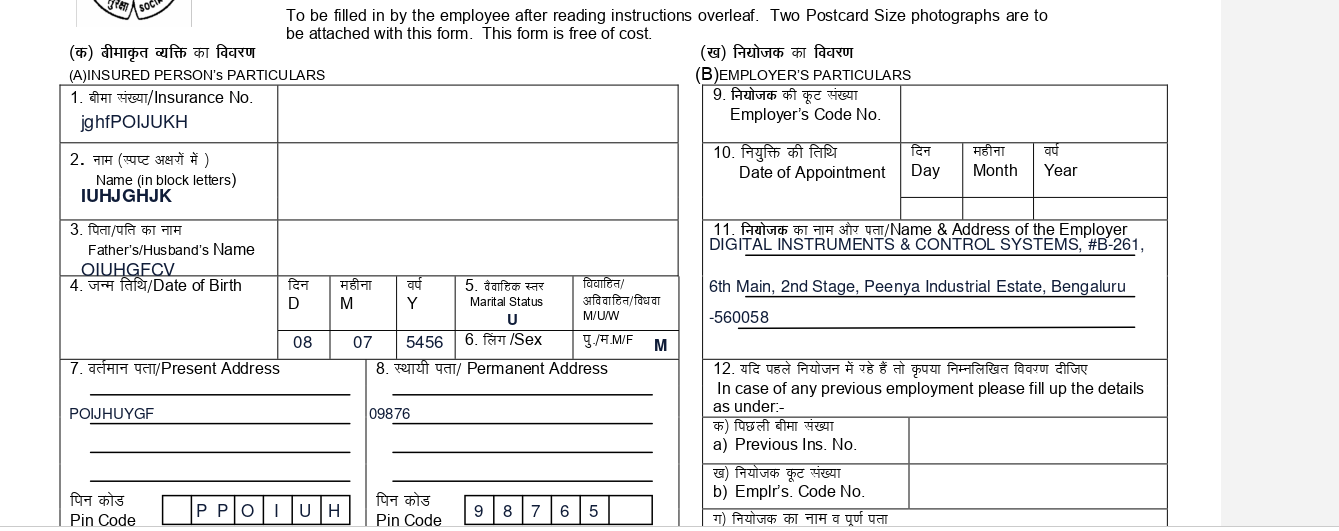 सुरक्षा
SOCI
To be filled in by the employee after reading instructions overleaf. Two Postcard Size photographs are to
be attached with this form. This form is free of cost.
(क) वीमाकृत व्यक्ति का विवरण
(A)INSURED PERSON's PARTICULARS
1. बीमा संख्या/Insurance No.
jghfPOIJUKH
2. नाम (स्पष्ट अक्षरों में )
Name (in block letters)
IUHJGHJK
3. पिता/पति का नाम
Father's/Husband's Name
OIUHGFCV
4. जन्म तिथि/Date of Birth
दिन महीना वर्ष
D M Y
08 07 5456
5. वैवाहिक स्तर
Marital Status
U
विवाहित/
अविवाहित/विधवा
M/U/W
6. लिंग /Sex
पु./म.M/F M
7. वर्तमान पता/Present Address
POIJHUYGF
पिन कोड
Pin Code P P O I U H
8. स्थायी पता/ Permanent Address
09876
पिन कोड
Pin Code 9 8 7 6 5
(ख) नियोजक का विवरण
(B)EMPLOYER'S PARTICULARS
9. नियोजक की कूट संख्या
Employer's Code No.
10. नियुक्ति की तिथि
Date of Appointment
दिन महीना वर्ष
Day Month Year
11. नियोजक का नाम और पता/Name & Address of the Employer
DIGITAL INSTRUMENTS & CONTROL SYSTEMS, #B-261,
6th Main, 2nd Stage, Peenya Industrial Estate, Bengaluru
-560058
12. यदि पहले नियोजन में रहे हैं तो कृपया निम्नलिखित विवरण दीजिए
In case of any previous employment please fill up the details
as under:-
क) पिछली बीमा संख्या
a) Previous Ins. No.
ख) नियोजक कूट संख्या
b) Emplr's. Code No.
ग) नियोजक का नाम व पूर्ण पता